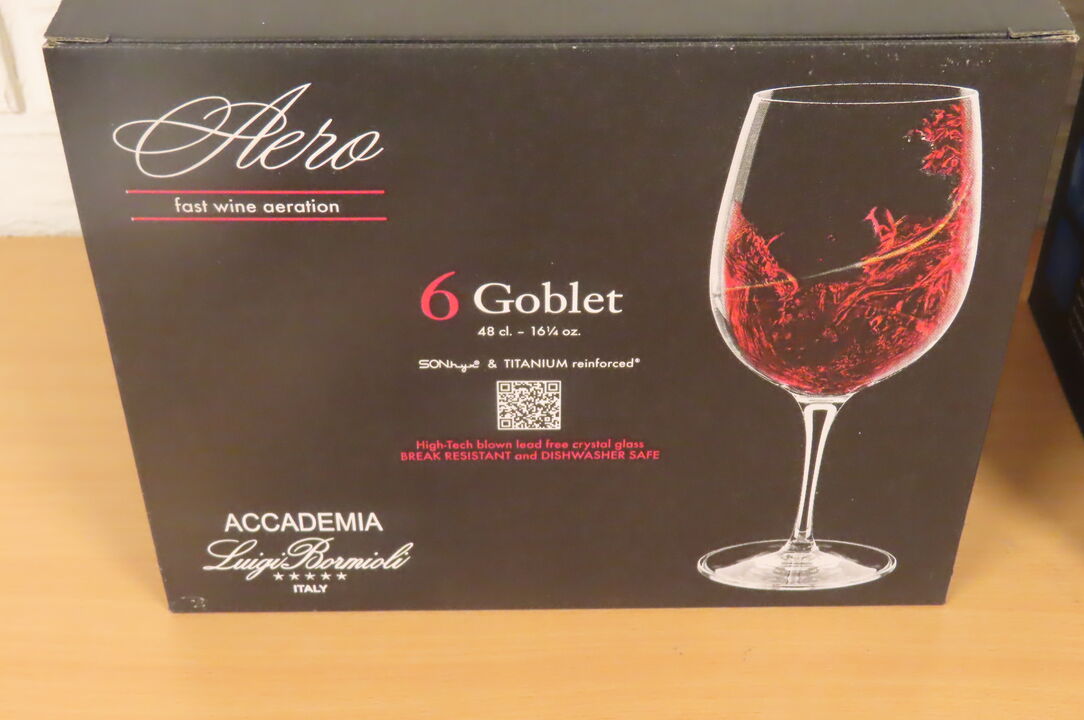 Aero
fast wine aeration
6 Goblet
48 cl. - 16¼ oz.
SONhyx® & TITANIUM reinforced®
High-Tech blown lead free crystal glass
BREAK RESISTANT and DISHWASHER SAFE
ACCADEMIA
Luigi Bormioli
★★★★★
ITALY